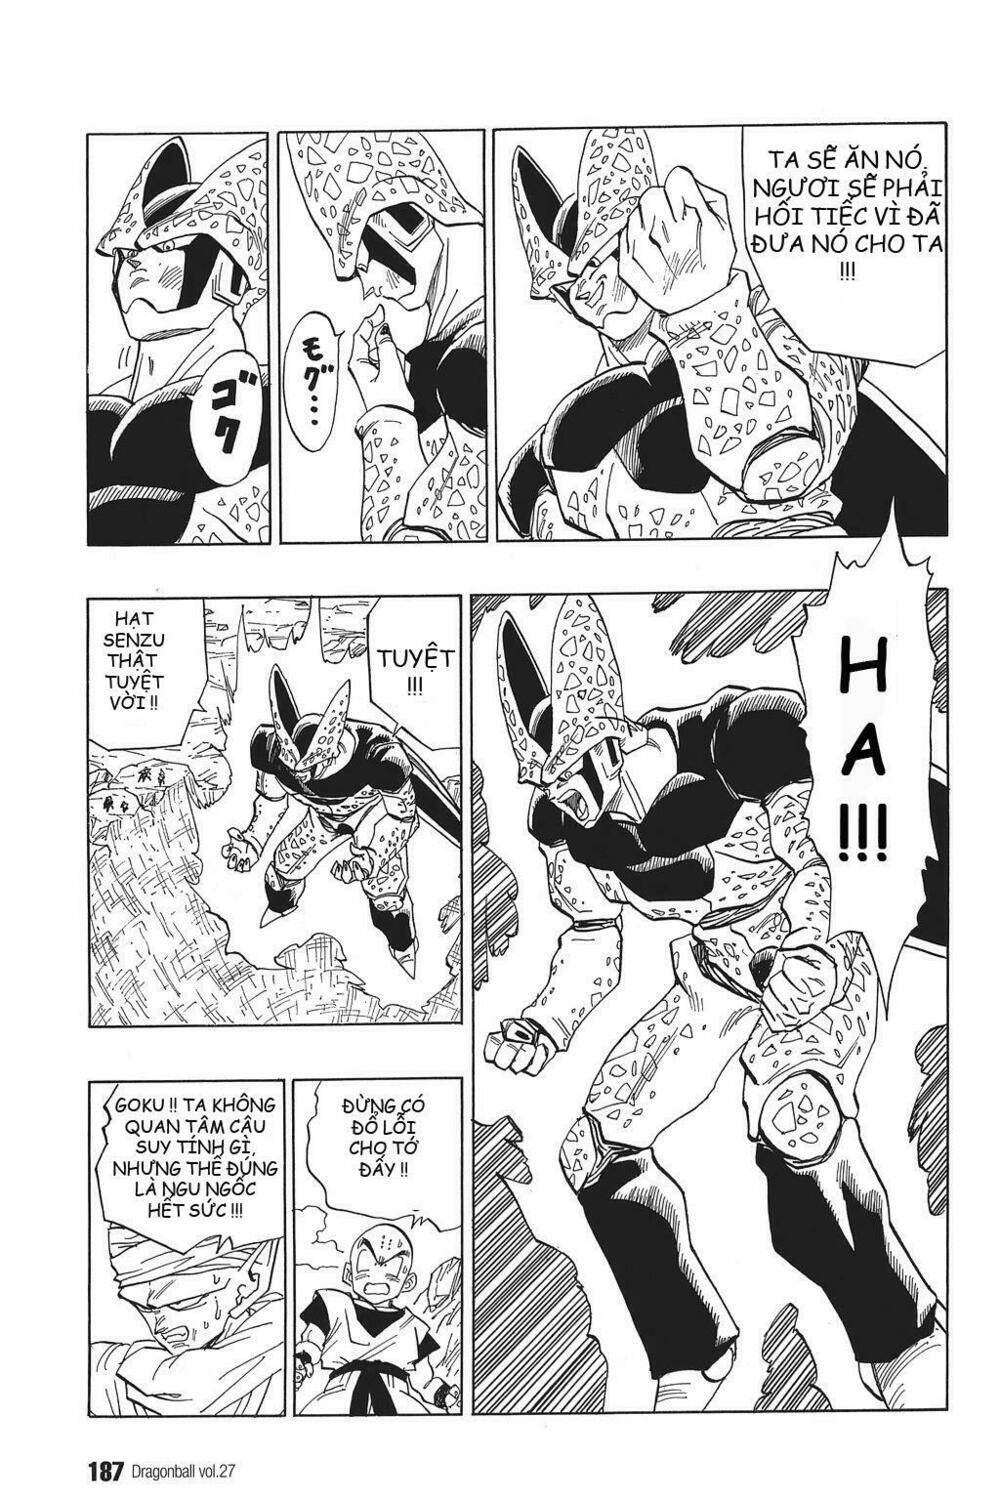 TA SẼ ĂN NÓ.
NGƯƠI SẼ PHẢI
HỐI TIẾC VÌ ĐÃ
ĐƯA NÓ CHO TA
!!!
モグ...
ゴク
HA!!!
TUYỆT
!!!
HẠT
SENZU
THẬT
TUYỆT
VỜI !!
ĐỪNG CÓ
ĐỔ LỖI
CHO TỚ
ĐẤY !!
GOKU !! TA KHÔNG
QUAN TÂM CẬU
SUY TÍNH GÌ,
NHƯNG THẾ ĐÚNG
LÀ NGU NGỐC
HẾT SỨC !!!
187 Dragonball vol.27